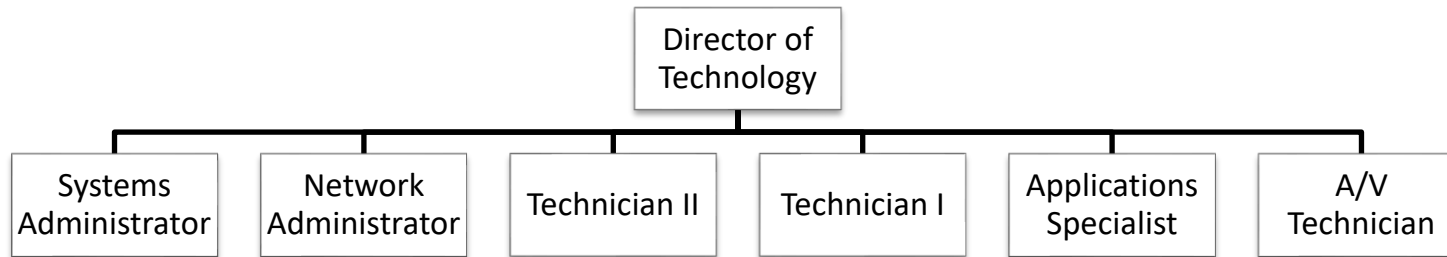 Director of
Technology
Systems
Administrator
Network
Administrator
Technician II
Technician I
Applications
Specialist
A/V
Technician